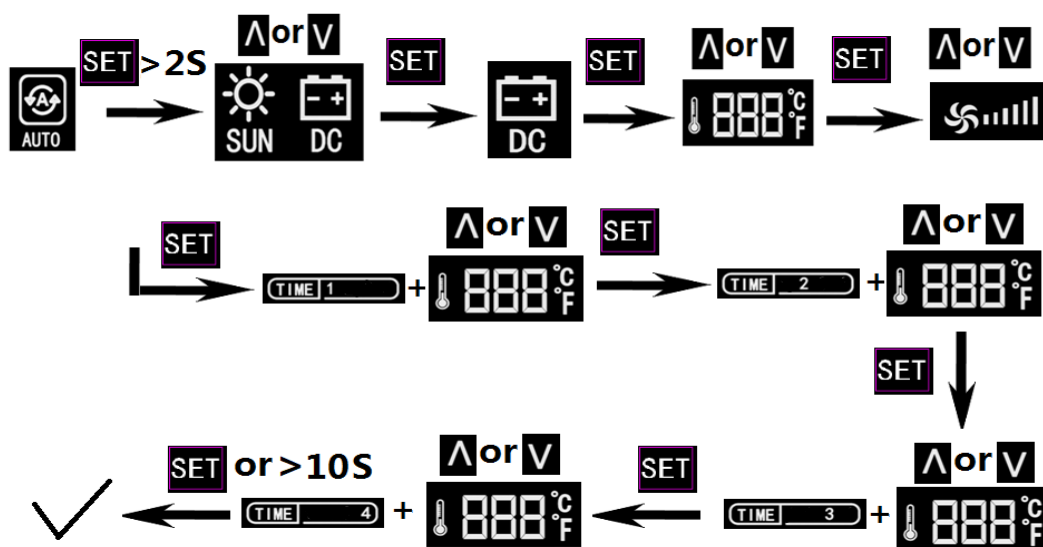 SET >2S
Λ or V
SET
SET
Λ or V
SET
Λ or V
A
AUTO
SUN
- +
DC
- +
DC
888 °C
°F
SET
Λ or V
SET
Λ or V
TIME 1
+
888 °C
°F
TIME 2
+
888 °C
°F
SET
SET or >10S
Λ or V
SET
Λ or V
TIME 4
+
888 °C
°F
TIME 3
+
888 °C
°F